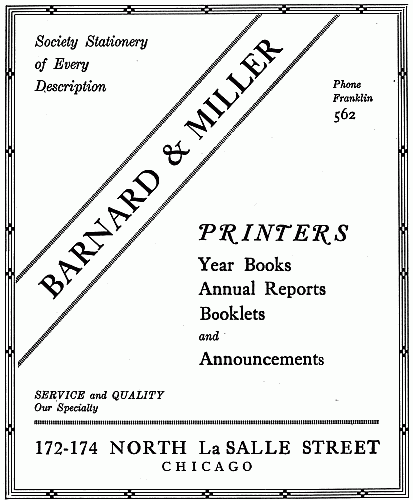 Society Stationery
of Every
Description
Phone
Franklin
562
BARNARD & MILLER
PRINTERS
Year Books
Annual Reports
Booklets
and
Announcements
SERVICE and QUALITY
Our Specialty
172-174 NORTH La SALLE STREET
CHICAGO